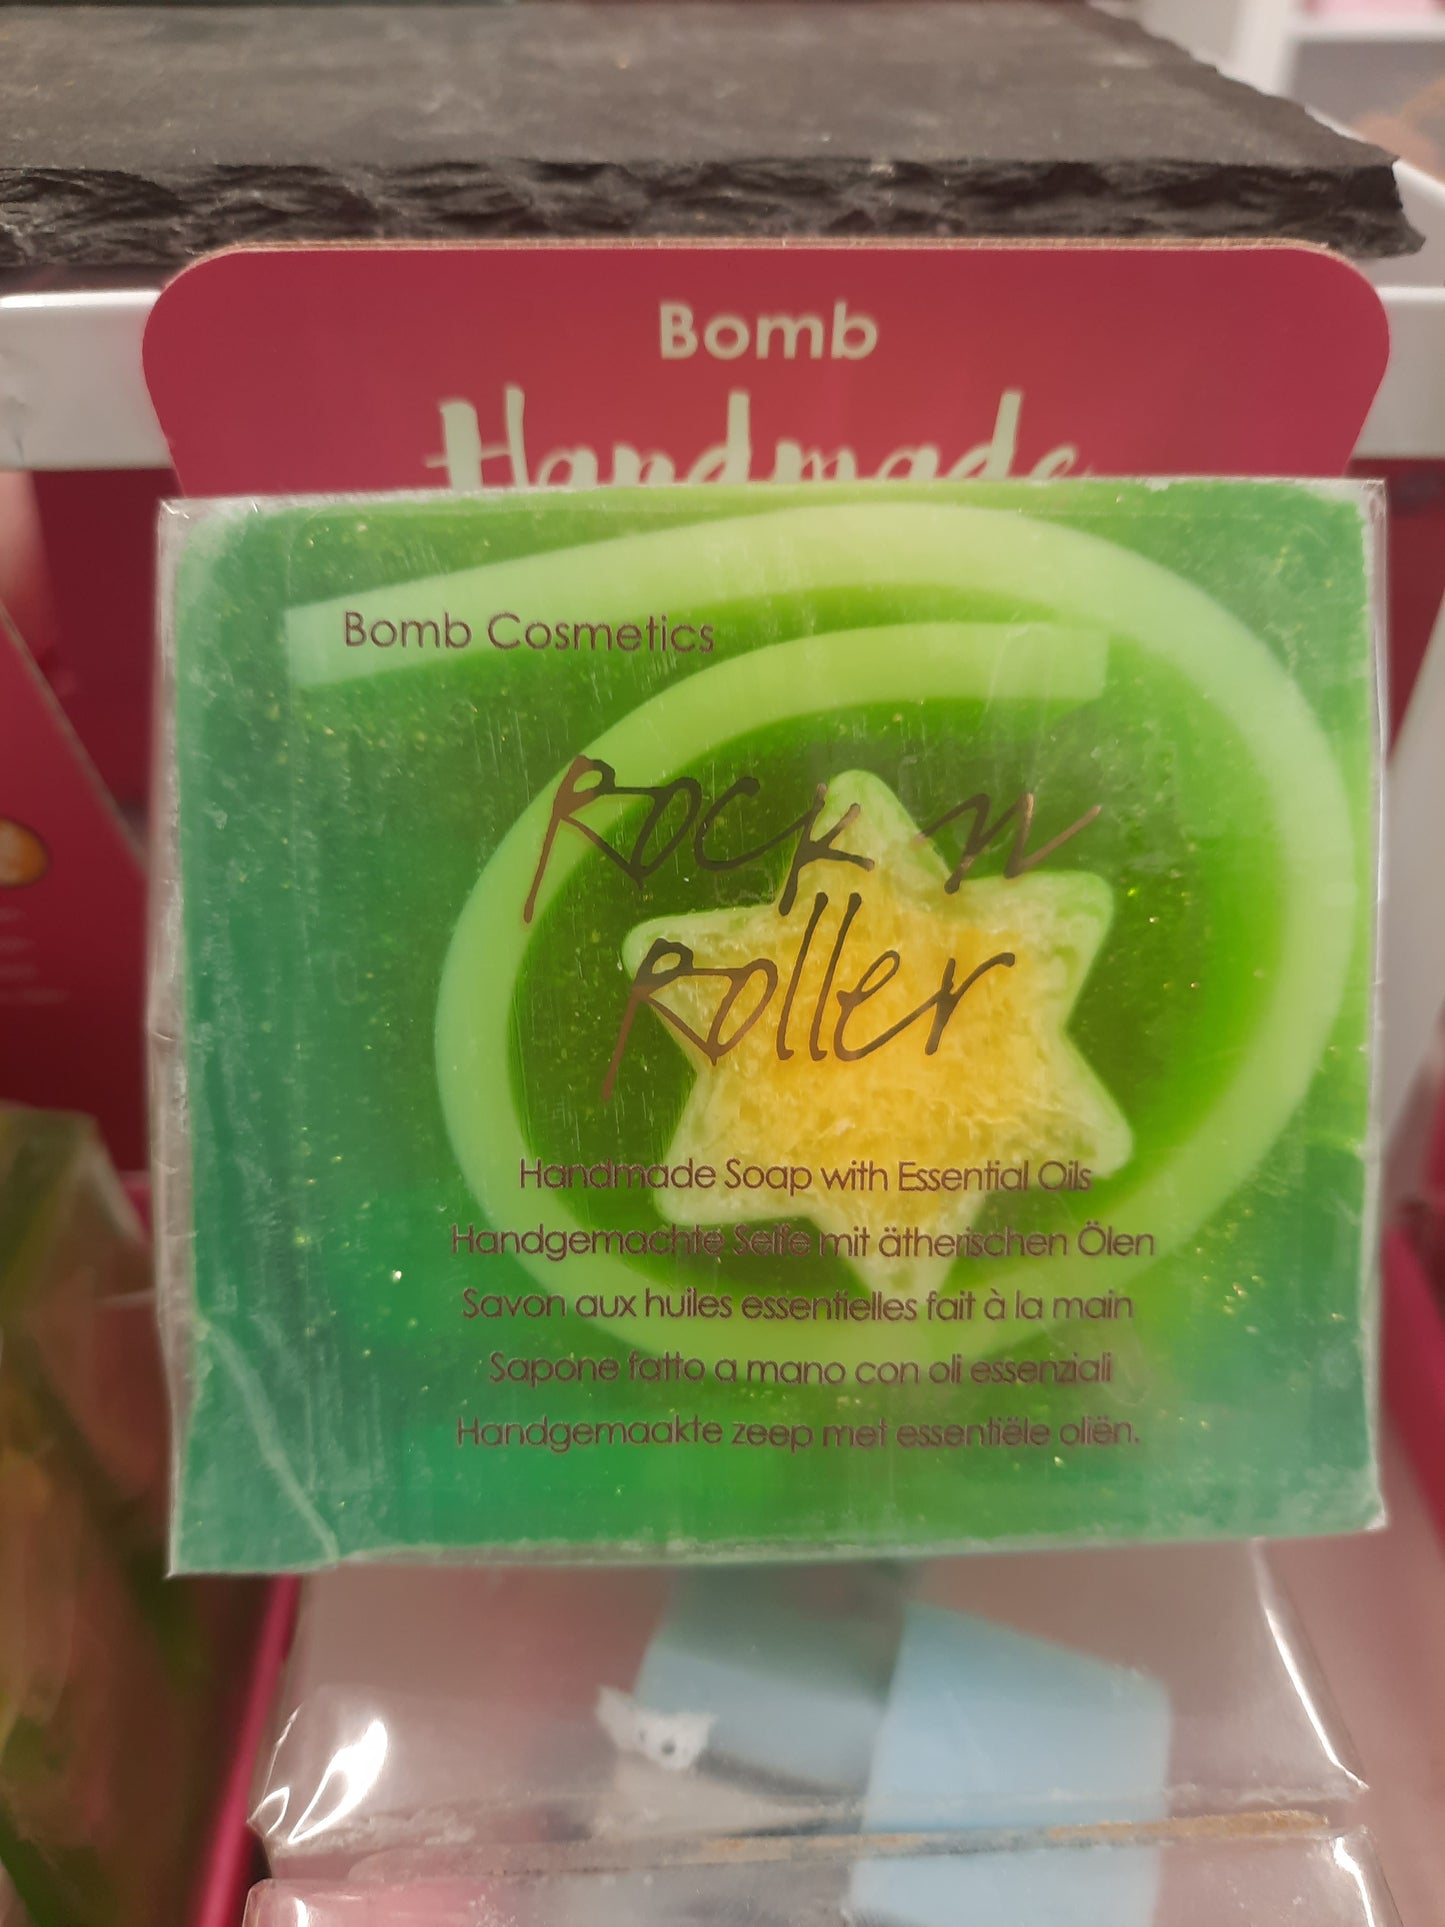 Bomb
Handmade
Bomb Cosmetics
Rock n
Roller
Handmade Soap with Essential Oils
Handgemachte Seife mit ätherischen Ölen
Savon aux huiles essentielles fait à la main
Sapone fatto a mano con oli essenziali
Handgemaakte zeep met essentiële oliën.